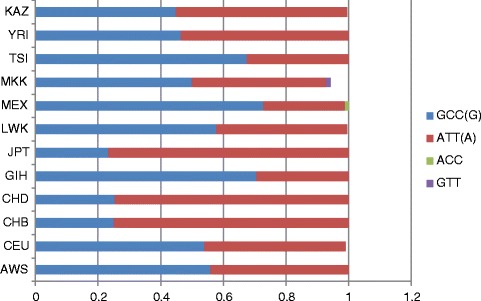 KAZ
YRI
TSI
MKK
MEX
LWK
JPT
GIH
CHD
CHB
CEU
AWS
0 0.2 0.4 0.6 0.8 1 1.2
GCC(G)
ATT(A)
ACC
GTT